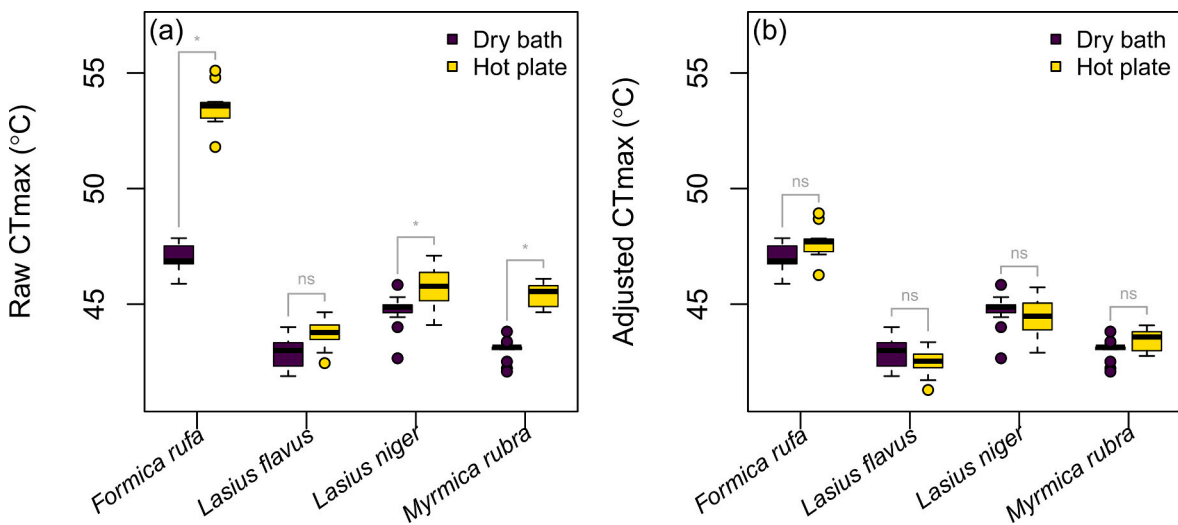 (a)
Dry bath
Hot plate
Raw CTmax (°C)
55
50
45
*
ns
*
*
Formica rufa
Lasius flavus
Lasius niger
Myrmica rubra
(b)
Dry bath
Hot plate
Adjusted CTmax (°C)
55
50
45
ns
ns
ns
ns
Formica rufa
Lasius flavus
Lasius niger
Myrmica rubra